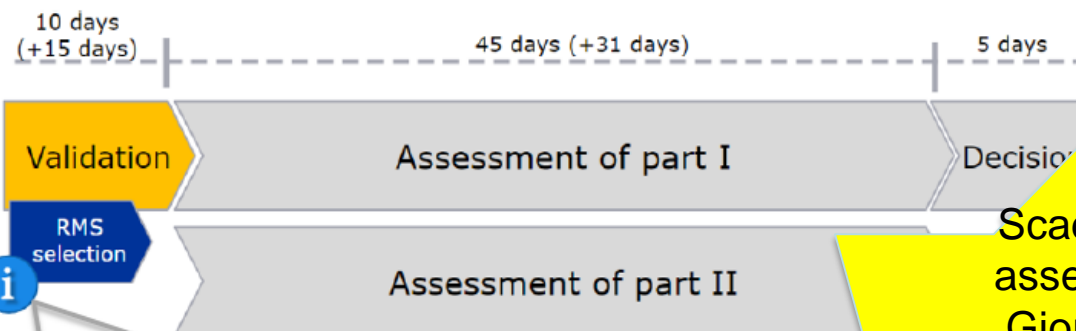 10 days
(+15 days)
45 days (+31 days)
5 days
Validation
Assessment of part I
RMS
selection
i
Assessment of part II